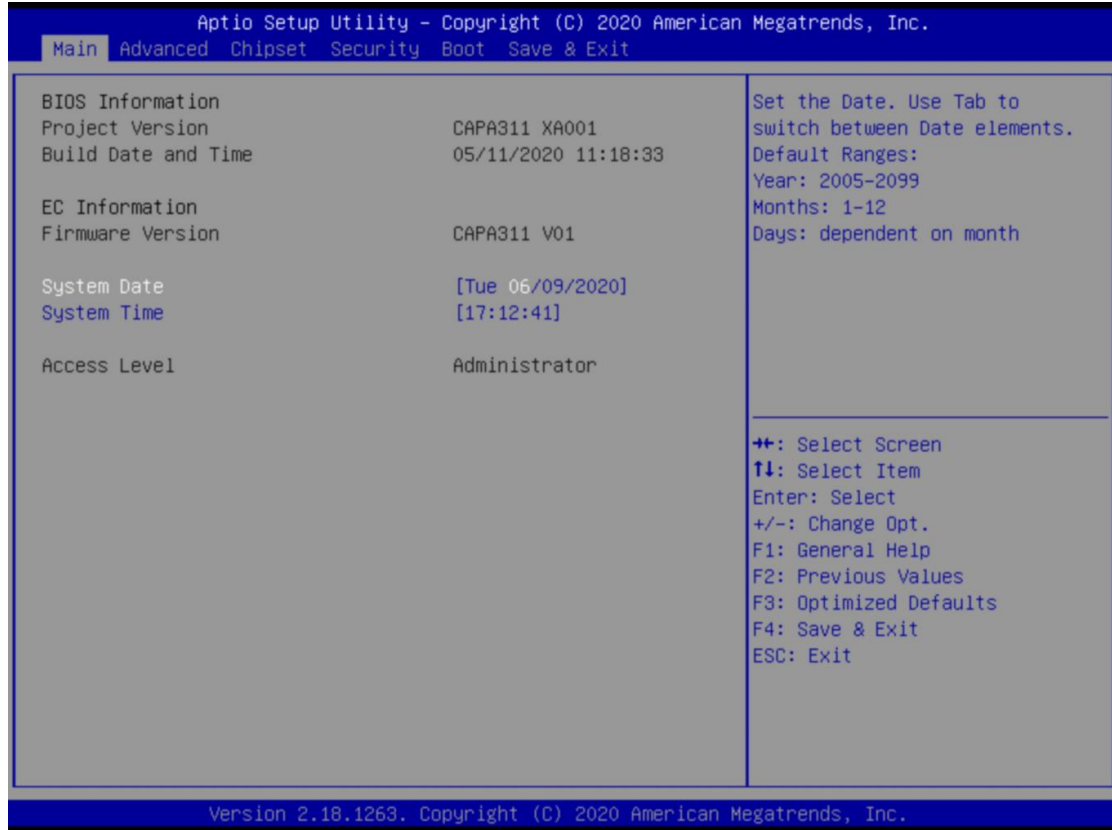 Aptio Setup Utility – Copyright (C) 2020 American Megatrends, Inc.
Main Advanced Chipset Security Boot Save & Exit
BIOS Information
Project Version CAPA311 XA001
Build Date and Time 05/11/2020 11:18:33
EC Information
Firmware Version CAPA311 V01
System Date [Tue 06/09/2020]
System Time [17:12:41]
Access Level Administrator
Set the Date. Use Tab to
switch between Date elements.
Default Ranges:
Year: 2005-2099
Months: 1-12
Days: dependent on month
→←: Select Screen
↑↓: Select Item
Enter: Select
+/-: Change Opt.
F1: General Help
F2: Previous Values
F3: Optimized Defaults
F4: Save & Exit
ESC: Exit
Version 2.18.1263. Copyright (C) 2020 American Megatrends, Inc.